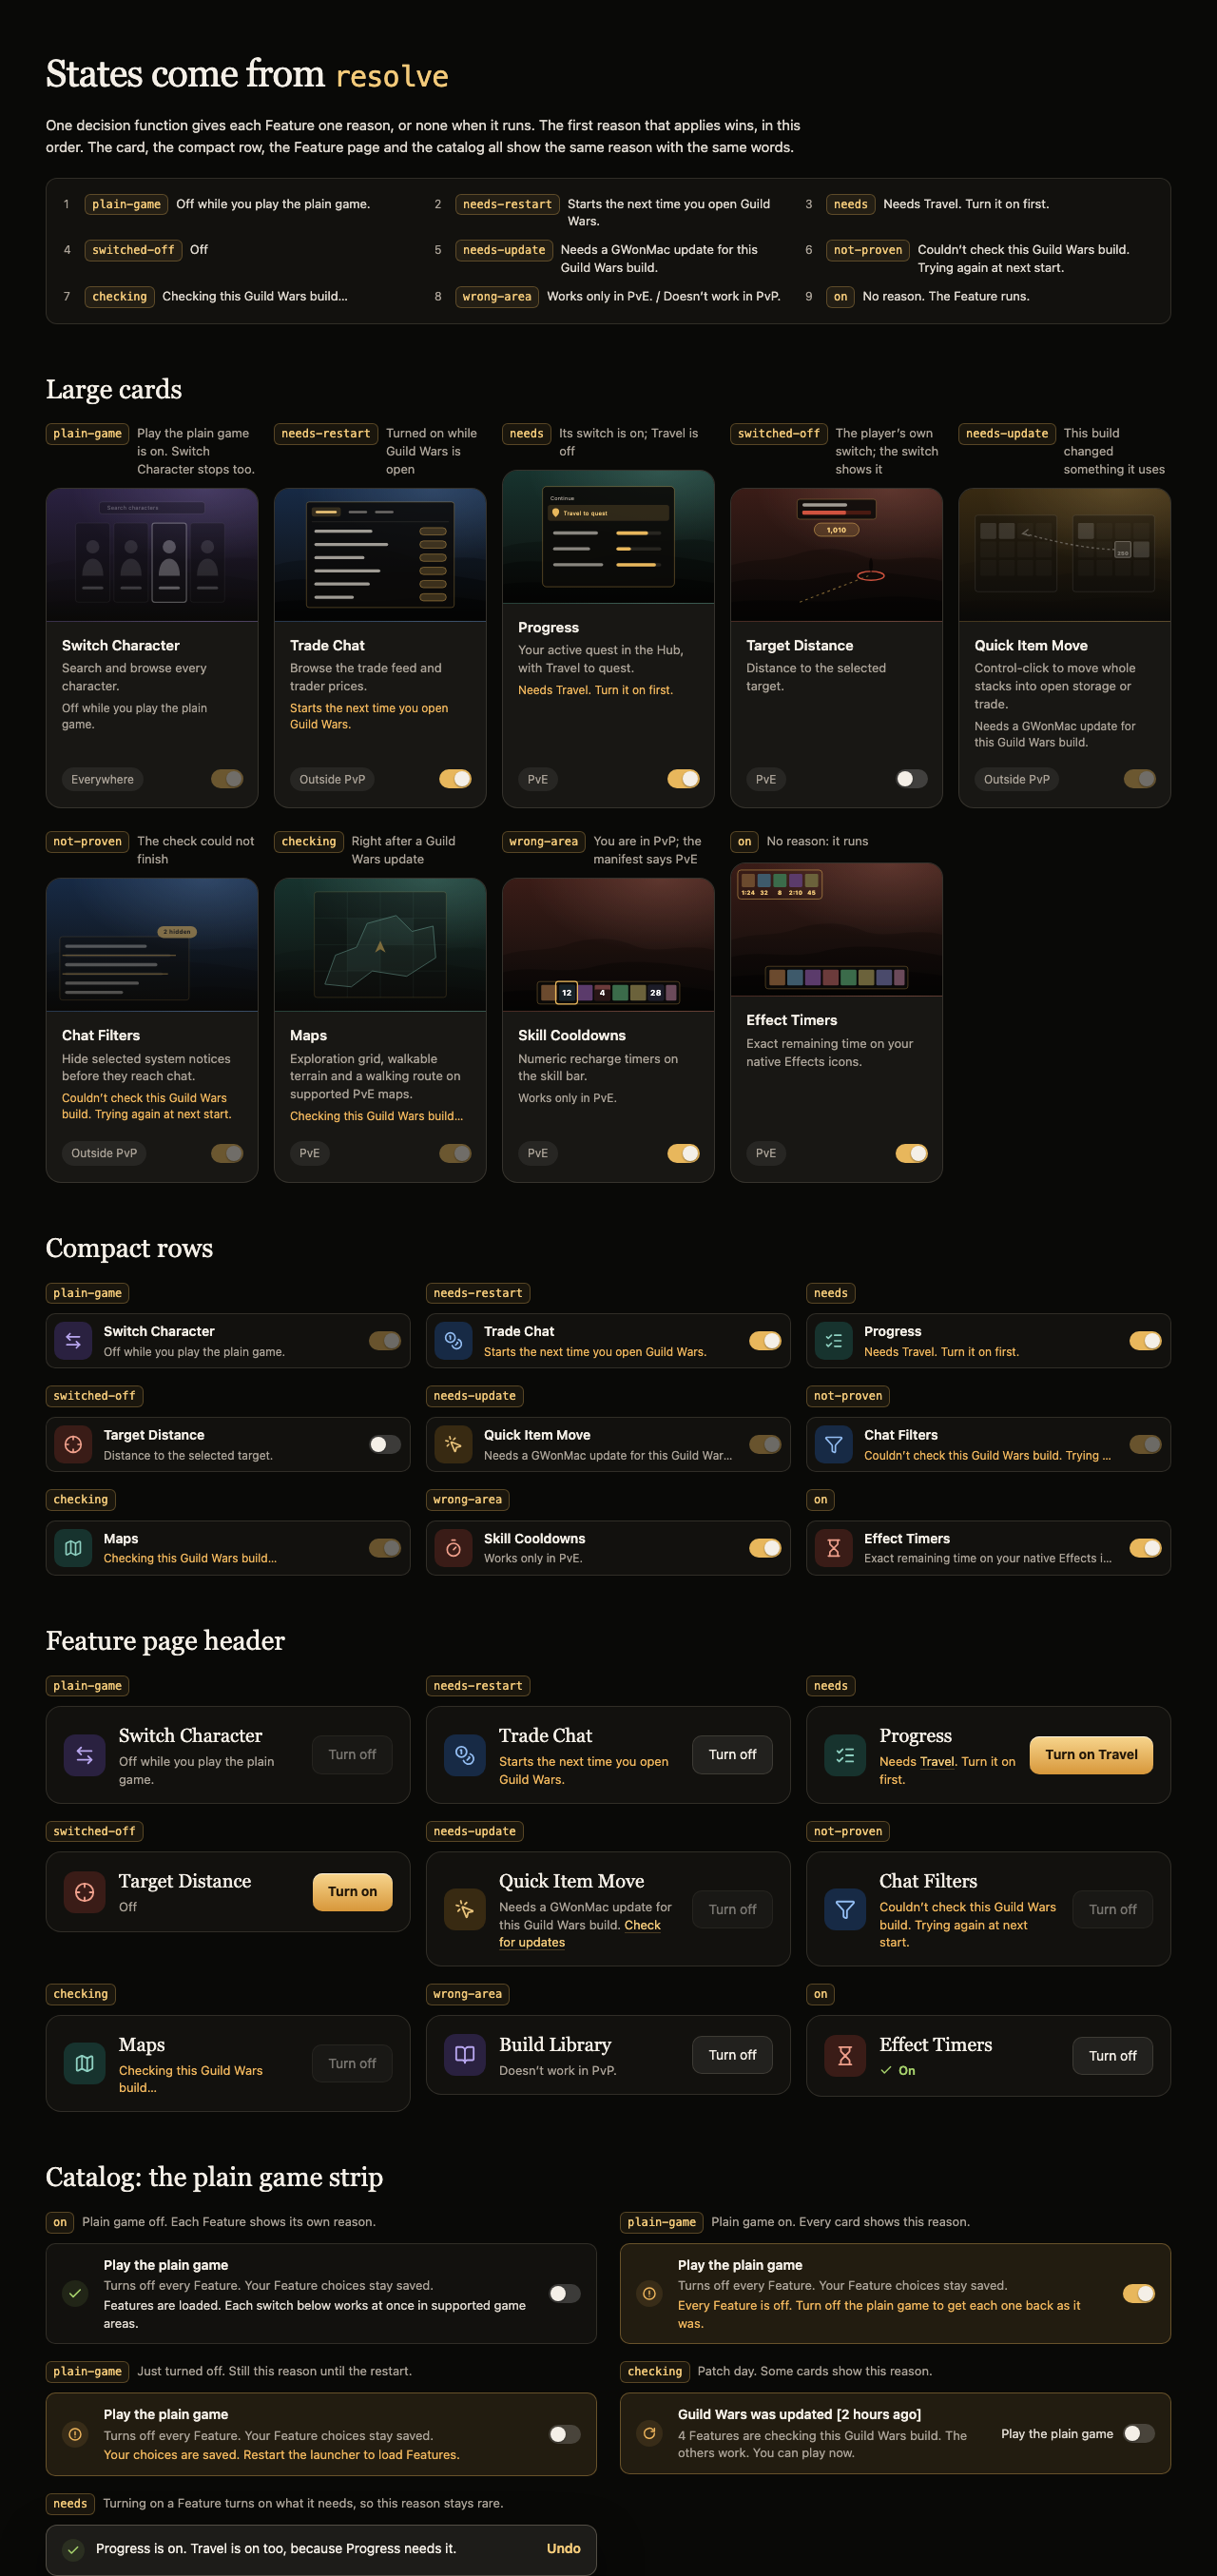 States come from resolve
One decision function gives each Feature one reason, or none when it runs. The first reason that applies wins, in this
order. The card, the compact row, the Feature page and the catalog all show the same reason with the same words.
1 plain-game Off while you play the plain game.
2 needs-restart Starts the next time you open Guild
Wars.
3 needs Needs Travel. Turn it on first.
4 switched-off Off
5 needs-update Needs a GWonMac update for this
Guild Wars build.
6 not-proven Couldn’t check this Guild Wars build.
Trying again at next start.
7 checking Checking this Guild Wars build…
8 wrong-area Works only in PvE. / Doesn’t work in PvP.
9 on No reason. The Feature runs.
Large cards
plain-game Play the plain game
is on. Switch
Character stops too.
Search characters
Switch Character
Search and browse every
character.
Off while you play the plain
game.
Everywhere
needs-restart Turned on while
Guild Wars is
open
Trade Chat
Browse the trade feed and
trader prices.
Starts the next time you open
Guild Wars.
Outside PvP
needs Its switch is on; Travel is
off
Continue
Travel to quest
Progress
Your active quest in the Hub,
with Travel to quest.
Needs Travel. Turn it on first.
PvE
switched-off The player’s own
switch; the switch
shows it
1,010
Target Distance
Distance to the selected
target.
PvE
needs-update This build
changed
something it uses
250
Quick Item Move
Control-click to move whole
stacks into open storage or
trade.
Needs a GWonMac update for
this Guild Wars build.
Outside PvP
not-proven The check could not
finish
2 hidden
Chat Filters
Hide selected system notices
before they reach chat.
Couldn’t check this Guild Wars
build. Trying again at next start.
Outside PvP
checking Right after a Guild
Wars update
Maps
Exploration grid, walkable
terrain and a walking route on
supported PvE maps.
Checking this Guild Wars build…
PvE
wrong-area You are in PvP; the
manifest says PvE
12 4 28
Skill Cooldowns
Numeric recharge timers on
the skill bar.
Works only in PvE.
PvE
on No reason: it runs
1:24 32 8 2:10 45
Effect Timers
Exact remaining time on your
native Effects icons.
PvE
Compact rows
plain-game
Switch Character
Off while you play the plain game.
needs-restart
Trade Chat
Starts the next time you open Guild Wars.
needs
Progress
Needs Travel. Turn it on first.
switched-off
Target Distance
Distance to the selected target.
needs-update
Quick Item Move
Needs a GWonMac update for this Guild War…
not-proven
Chat Filters
Couldn’t check this Guild Wars build. Trying …
checking
Maps
Checking this Guild Wars build…
wrong-area
Skill Cooldowns
Works only in PvE.
on
Effect Timers
Exact remaining time on your native Effects i…
Feature page header
plain-game
Switch Character
Off while you play the plain
game.
Turn off
needs-restart
Trade Chat
Starts the next time you open
Guild Wars.
Turn off
needs
Progress
Needs Travel. Turn it on
first.
Turn on Travel
switched-off
Target Distance
Off
Turn on
needs-update
Quick Item Move
Needs a GWonMac update for
this Guild Wars build. Check
for updates
Turn off
not-proven
Chat Filters
Couldn’t check this Guild Wars
build. Trying again at next
start.
Turn off
checking
Maps
Checking this Guild Wars
build…
Turn off
wrong-area
Build Library
Doesn’t work in PvP.
Turn off
on
Effect Timers
On
Turn off
Catalog: the plain game strip
on Plain game off. Each Feature shows its own reason.
Play the plain game
Turns off every Feature. Your Feature choices stay saved.
Features are loaded. Each switch below works at once in supported game
areas.
plain-game Plain game on. Every card shows this reason.
Play the plain game
Turns off every Feature. Your Feature choices stay saved.
Every Feature is off. Turn off the plain game to get each one back as it
was.
plain-game Just turned off. Still this reason until the restart.
Play the plain game
Turns off every Feature. Your Feature choices stay saved.
Your choices are saved. Restart the launcher to load Features.
checking Patch day. Some cards show this reason.
Guild Wars was updated [2 hours ago]
4 Features are checking this Guild Wars build. The
others work. You can play now.
Play the plain game
needs Turning on a Feature turns on what it needs, so this reason stays rare.
Progress is on. Travel is on too, because Progress needs it.
Undo